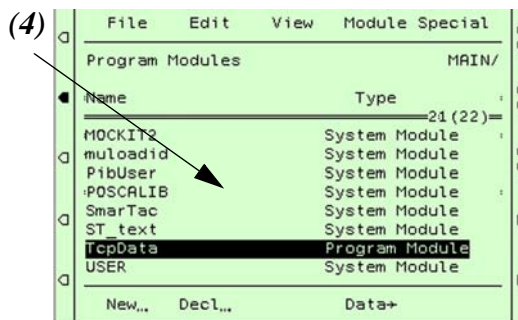 (4)
File Edit View Module Special
Program Modules MAIN/
Name Type
21(22)
MOCKIT2 System Module
muloadid System Module
PibUser System Module
POSCALIB System Module
SmarTac System Module
ST_text System Module
TcpData Program Module
USER System Module
New… Decl… Data→